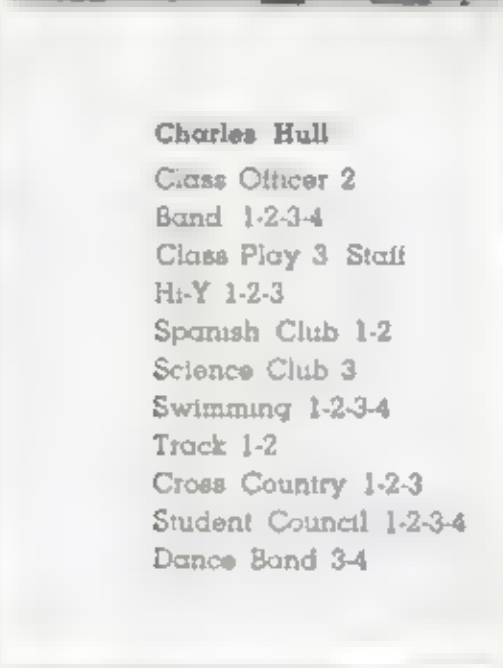 Charles Hull
Class Officer 2
Band 1-2-3-4
Class Play 3 Staff
Hi-Y 1-2-3
Spanish Club 1-2
Science Club 3
Swimming 1-2-3-4
Track 1-2
Cross Country 1-2-3
Student Council 1-2-3-4
Dance Band 3-4